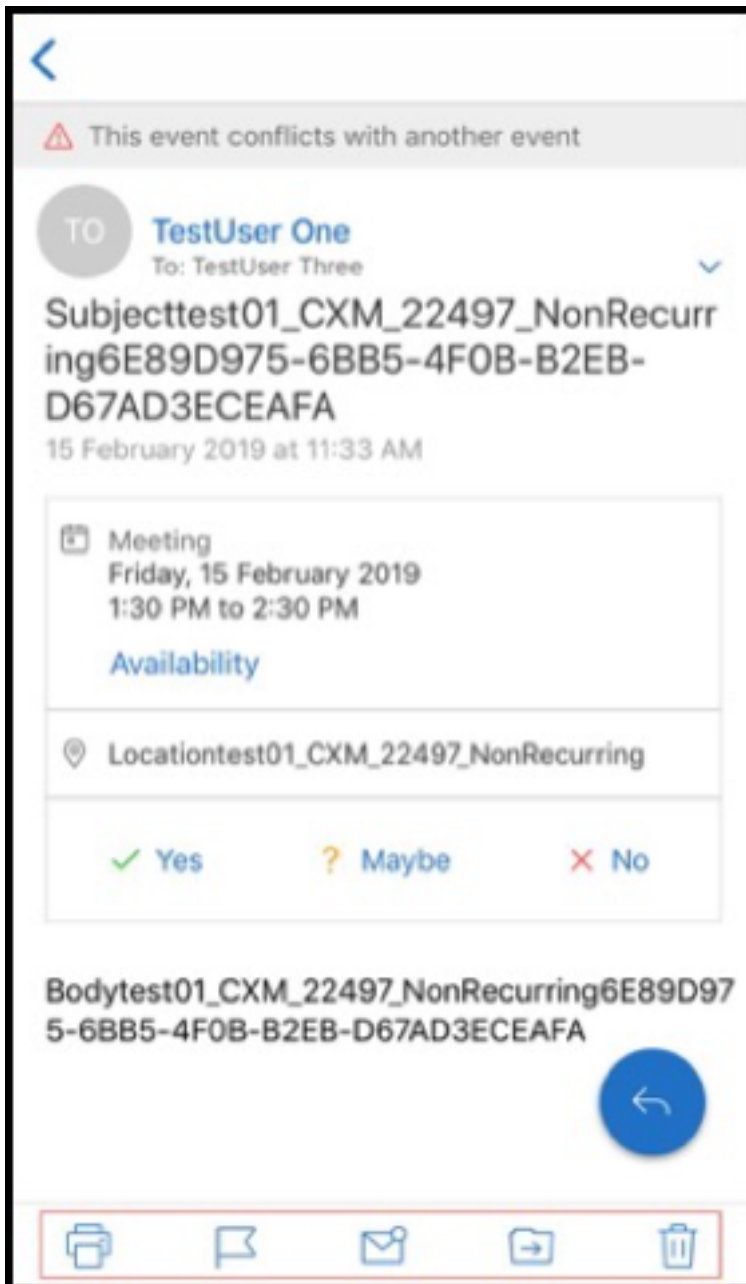 This event conflicts with another event
TO
TestUser One
To: TestUser Three
Subjecttest01_CXM_22497_NonRecurr
ing6E89D975-6BB5-4F0B-B2EB-
D67AD3ECEAFA
15 February 2019 at 11:33 AM
Meeting
Friday, 15 February 2019
1:30 PM to 2:30 PM
Availability
Locationtest01_CXM_22497_NonRecurring
Yes
? Maybe
No
Bodytest01_CXM_22497_NonRecurring6E89D97
5-6BB5-4F0B-B2EB-D67AD3ECEAFA